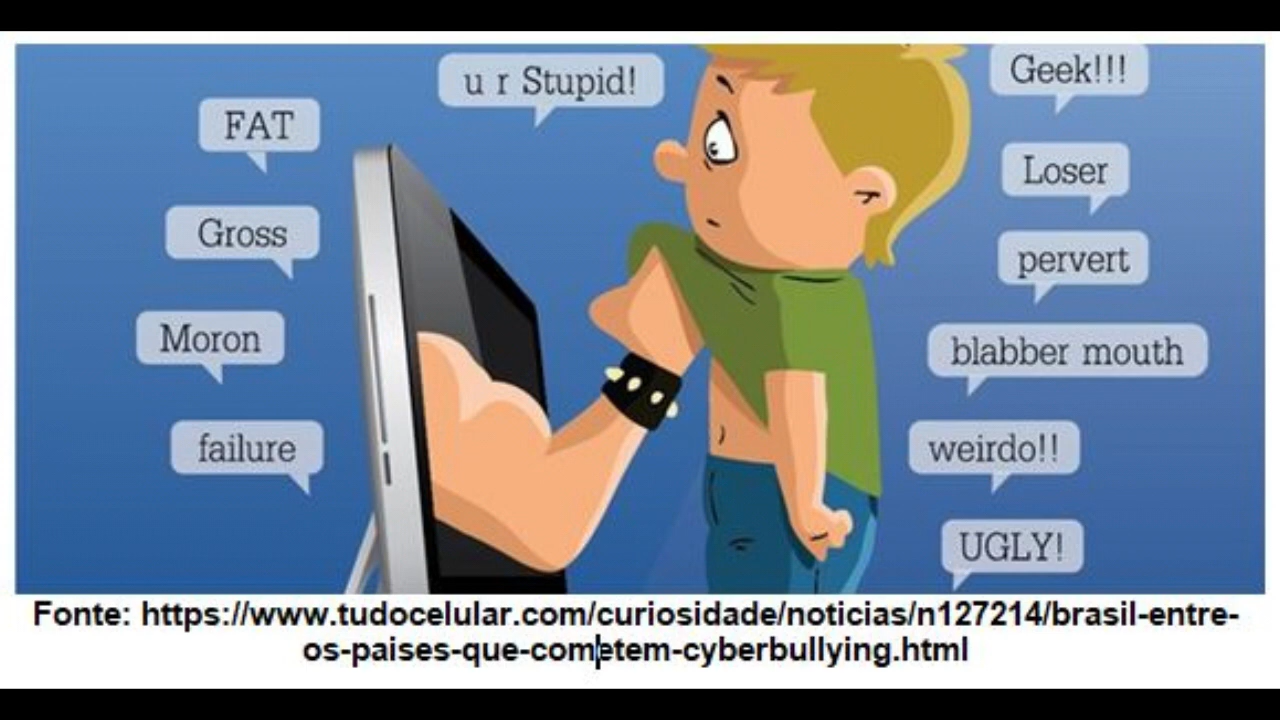 u r Stupid!
Geek!!!
FAT
Loser
Gross
pervert
Moron
blabber mouth
failure
weirdo!!
UGLY!
Fonte: https://www.tudocelular.com/curiosidade/noticias/n127214/brasil-entre-
os-paises-que-cometem-cyberbullying.html